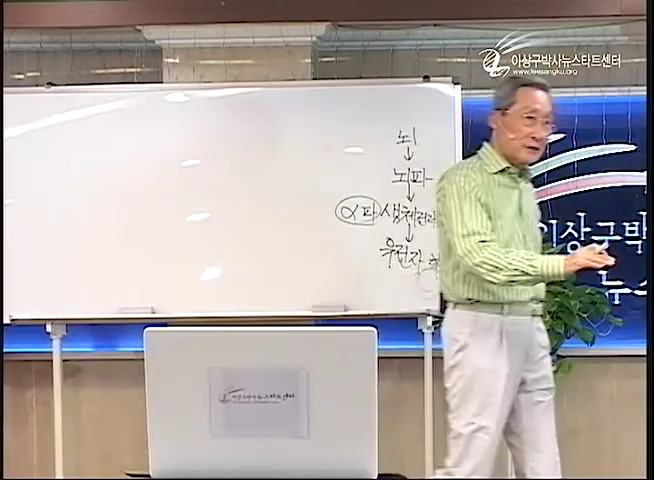 이상구박사뉴스타트센터
www.leesangku.org
뇌
↓
뇌파
↓
α파 생체전류
↓
유전자
이상구박
뉴스